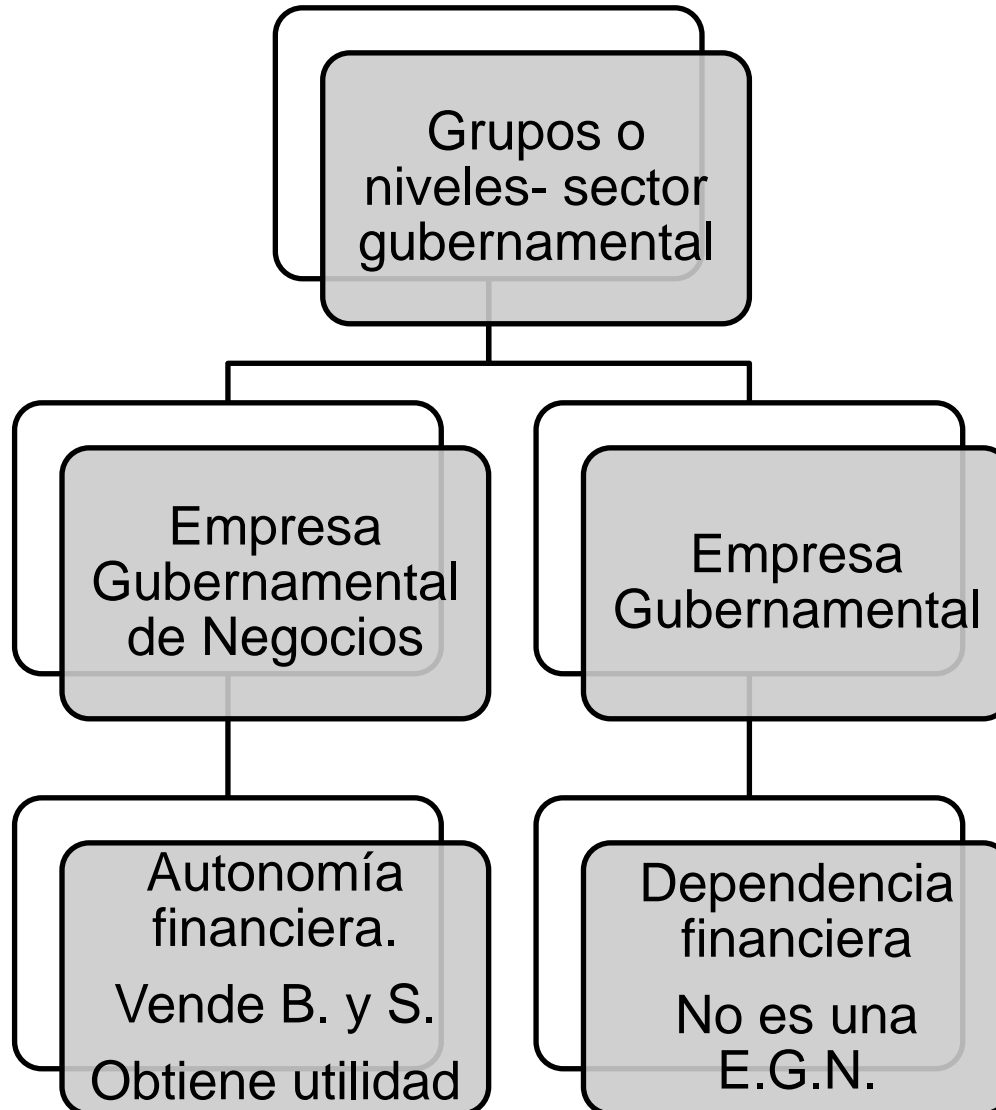 Grupos o
niveles- sector
gubernamental
Empresa
Gubernamental
de Negocios
Empresa
Gubernamental
Autonomía
financiera.
Vende B. y S.
Obtiene utilidad
Dependencia
financiera
No es una
E.G.N.